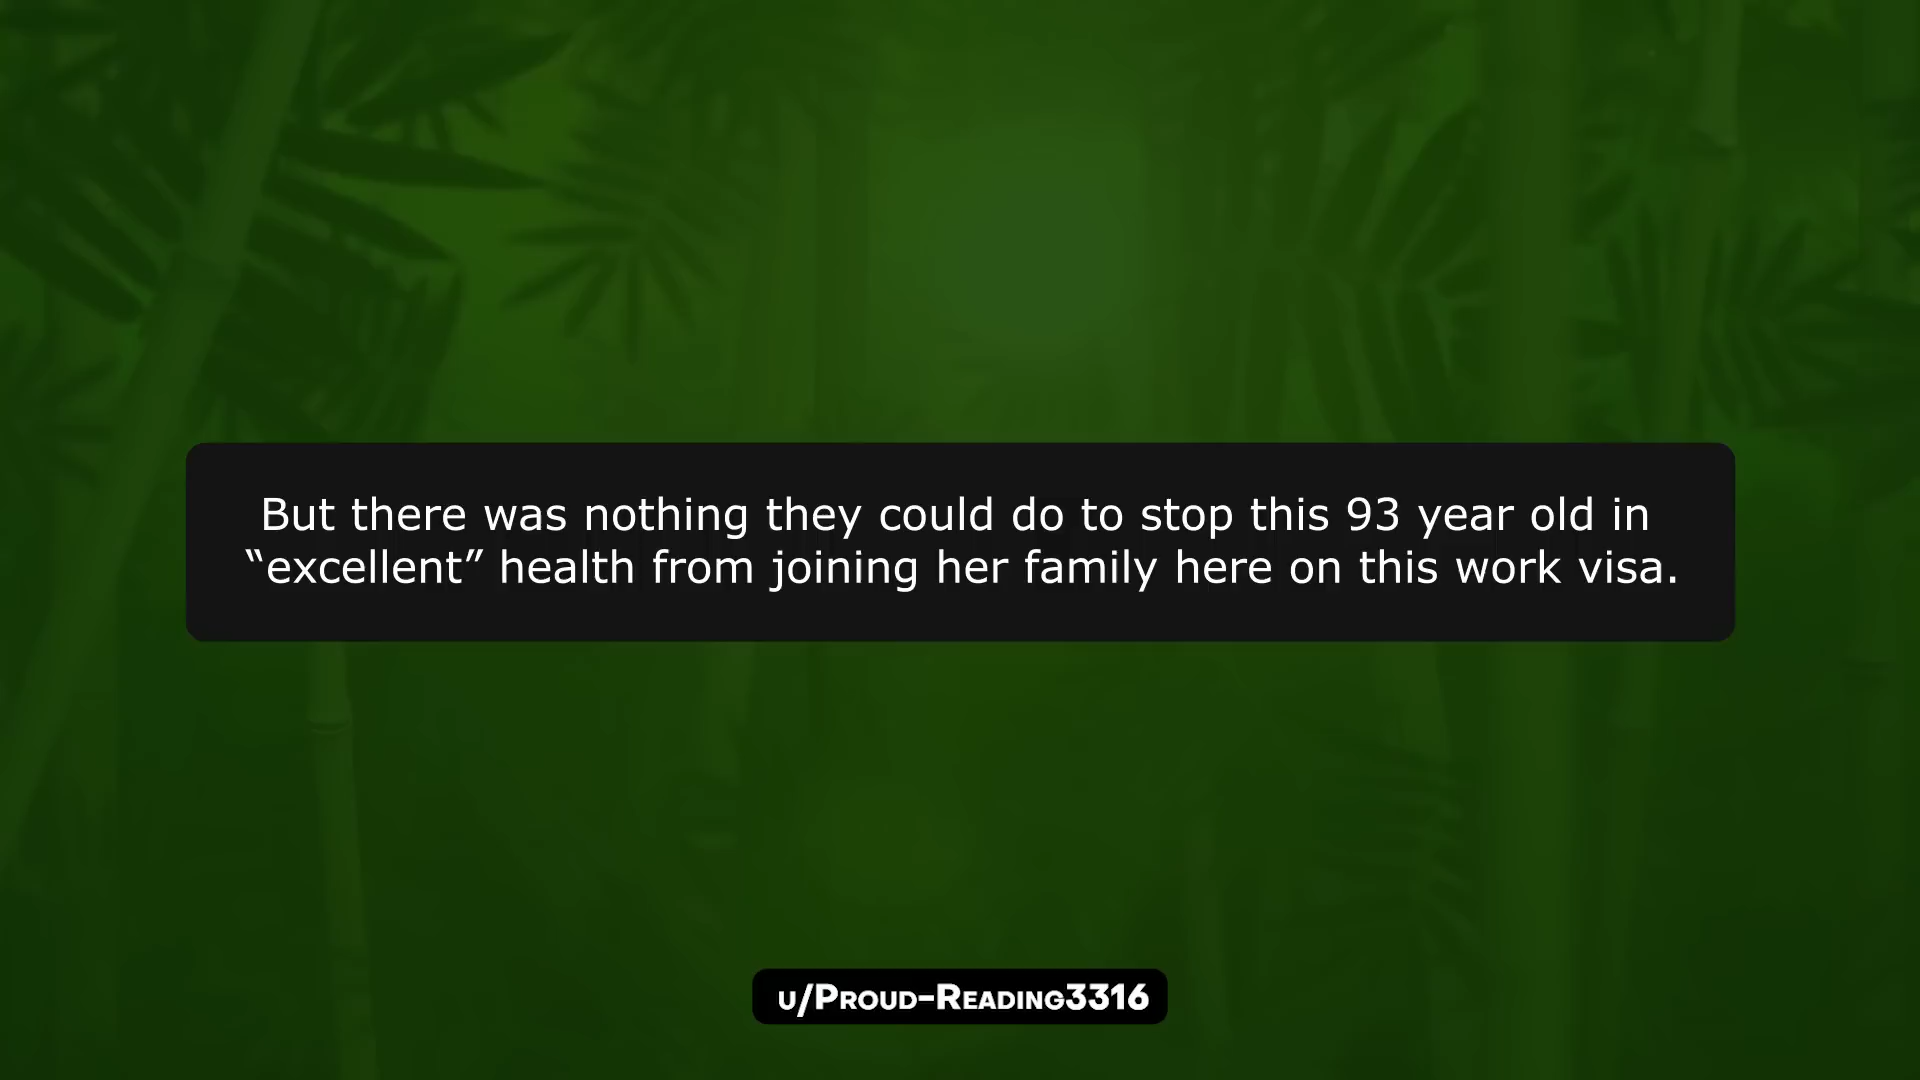 But there was nothing they could do to stop this 93 year old in
“excellent” health from joining her family here on this work visa.
u/Proud-Reading3316